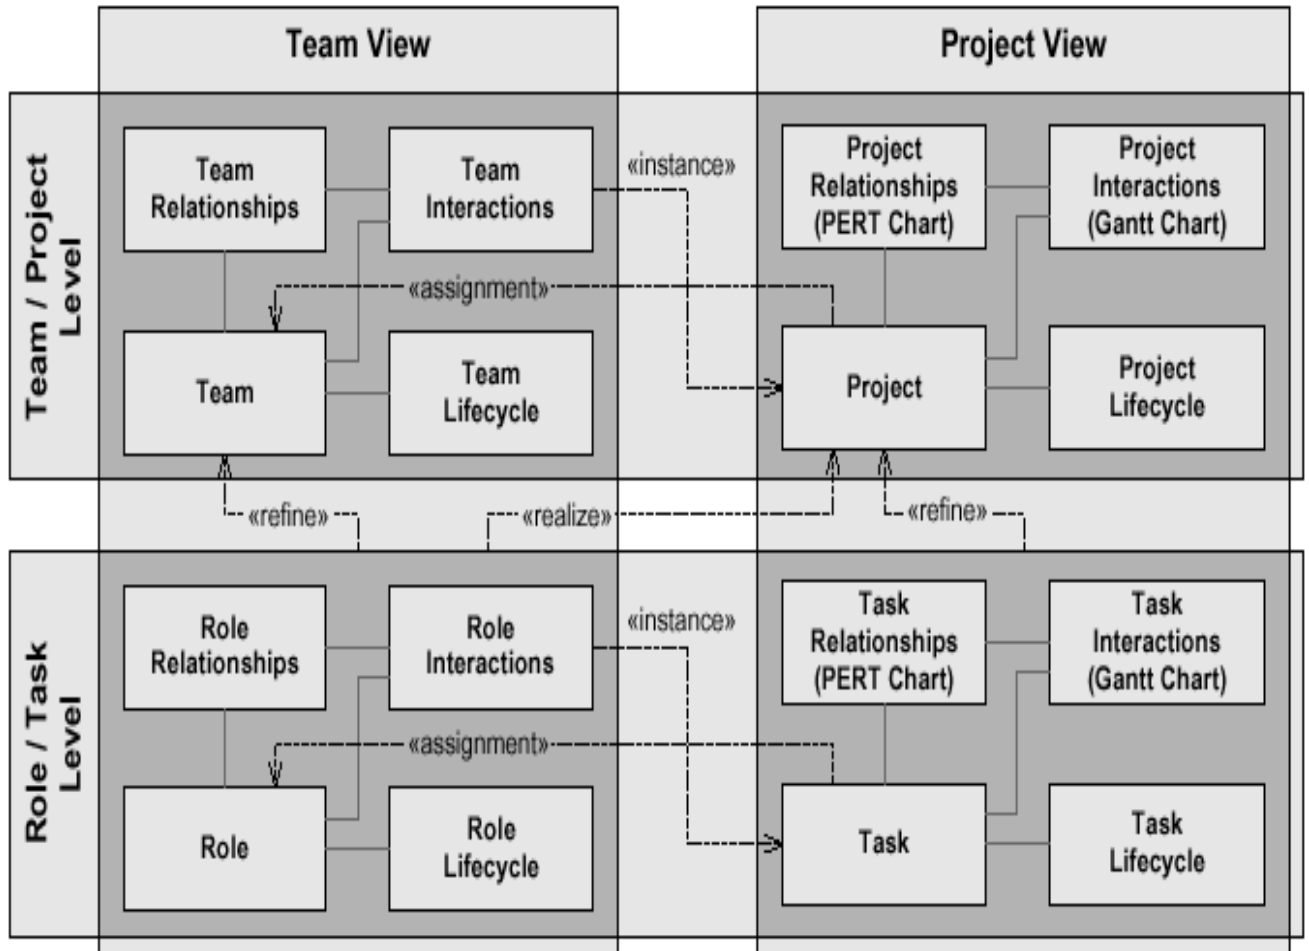 Team View
Project View
Team / Project
Level
Team
Relationships
Team
Interactions
«instance»
Project
Relationships
(PERT Chart)
Project
Interactions
(Gantt Chart)
«assignment»
Team
Team
Lifecycle
Project
Project
Lifecycle
«refine»
«realize»
«refine»
Role / Task
Level
Role
Relationships
Role
Interactions
«instance»
Task
Relationships
(PERT Chart)
Task
Interactions
(Gantt Chart)
«assignment»
Role
Role
Lifecycle
Task
Task
Lifecycle